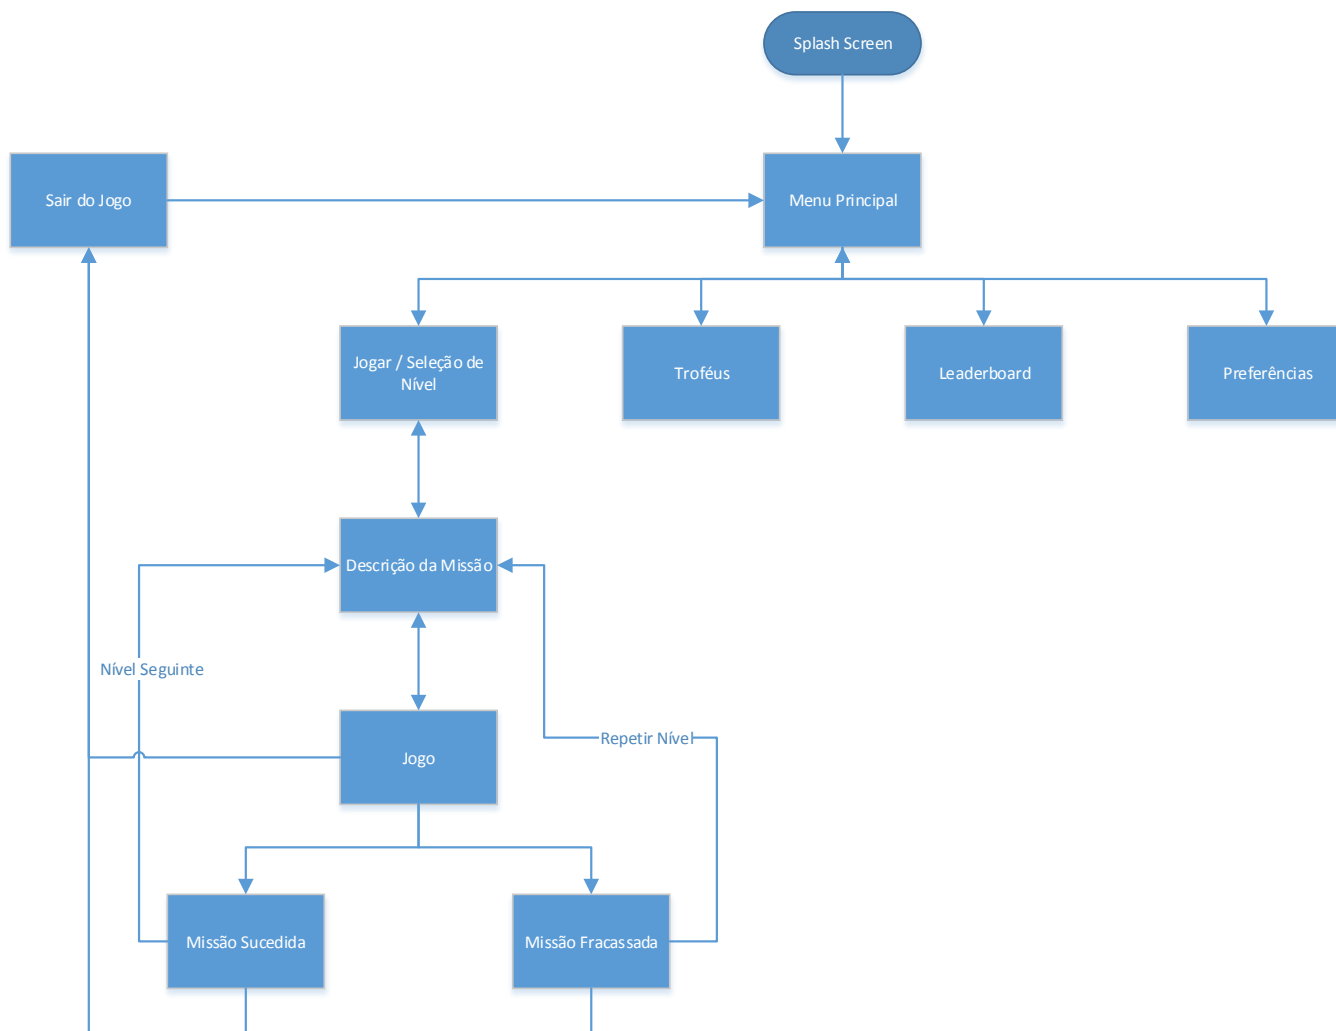 Splash Screen
Sair do Jogo
Menu Principal
Jogar / Seleção de
Nível
Troféus
Leaderboard
Preferências
Descrição da Missão
Nível Seguinte
Repetir Nível
Jogo
Missão Sucedida
Missão Fracassada